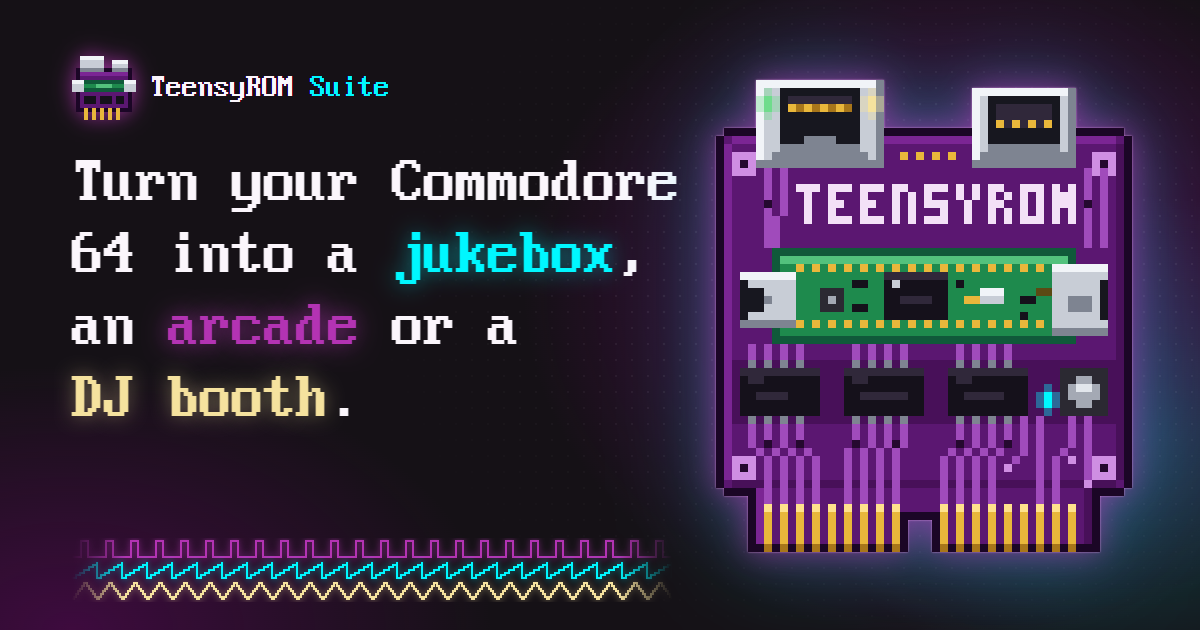 TeensyROM Suite
Turn your Commodore
64 into a jukebox,
an arcade or a
DJ booth.
TEENSYROM